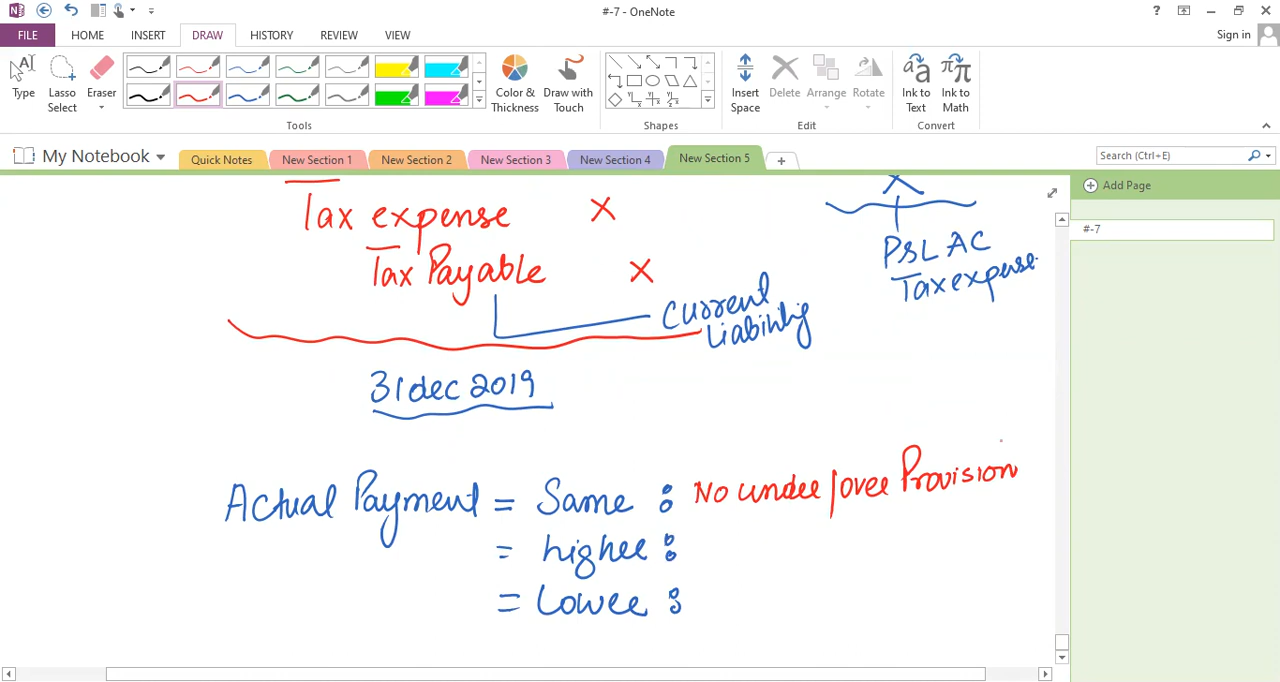 #-7 - OneNote
FILE HOME INSERT DRAW HISTORY REVIEW VIEW Sign in
Type Lasso Select Eraser Color & Thickness Draw with Touch Insert Space Delete Arrange Rotate Ink to Text Ink to Math
Tools Shapes Edit Convert
My Notebook Quick Notes New Section 1 New Section 2 New Section 3 New Section 4 New Section 5 Search (Ctrl+E)
Add Page
#-7
Tax expense X
Tax Payable X
P&L AC
Tax expense
Current
Liability
31 dec 2019
Actual Payment = Same : No under/over Provision
= higher :
= Lower :